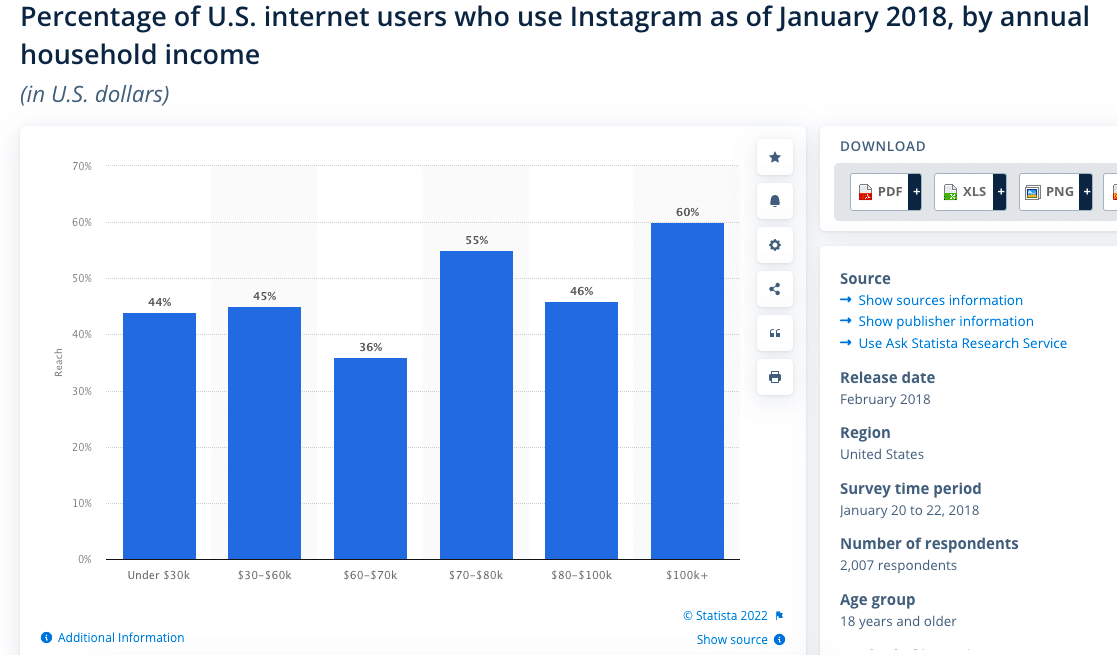 Percentage of U.S. internet users who use Instagram as of January 2018, by annual
household income
(in U.S. dollars)
70%
60%
50%
40%
30%
20%
10%
0%
Reach
44%
45%
36%
55%
46%
60%
Under $30k
$30–$60k
$60–$70k
$70–$80k
$80–$100k
$100k+
© Statista 2022
Additional Information
Show source
DOWNLOAD
PDF +
XLS +
PNG +
Source
Show sources information
Show publisher information
Use Ask Statista Research Service
Release date
February 2018
Region
United States
Survey time period
January 20 to 22, 2018
Number of respondents
2,007 respondents
Age group
18 years and older